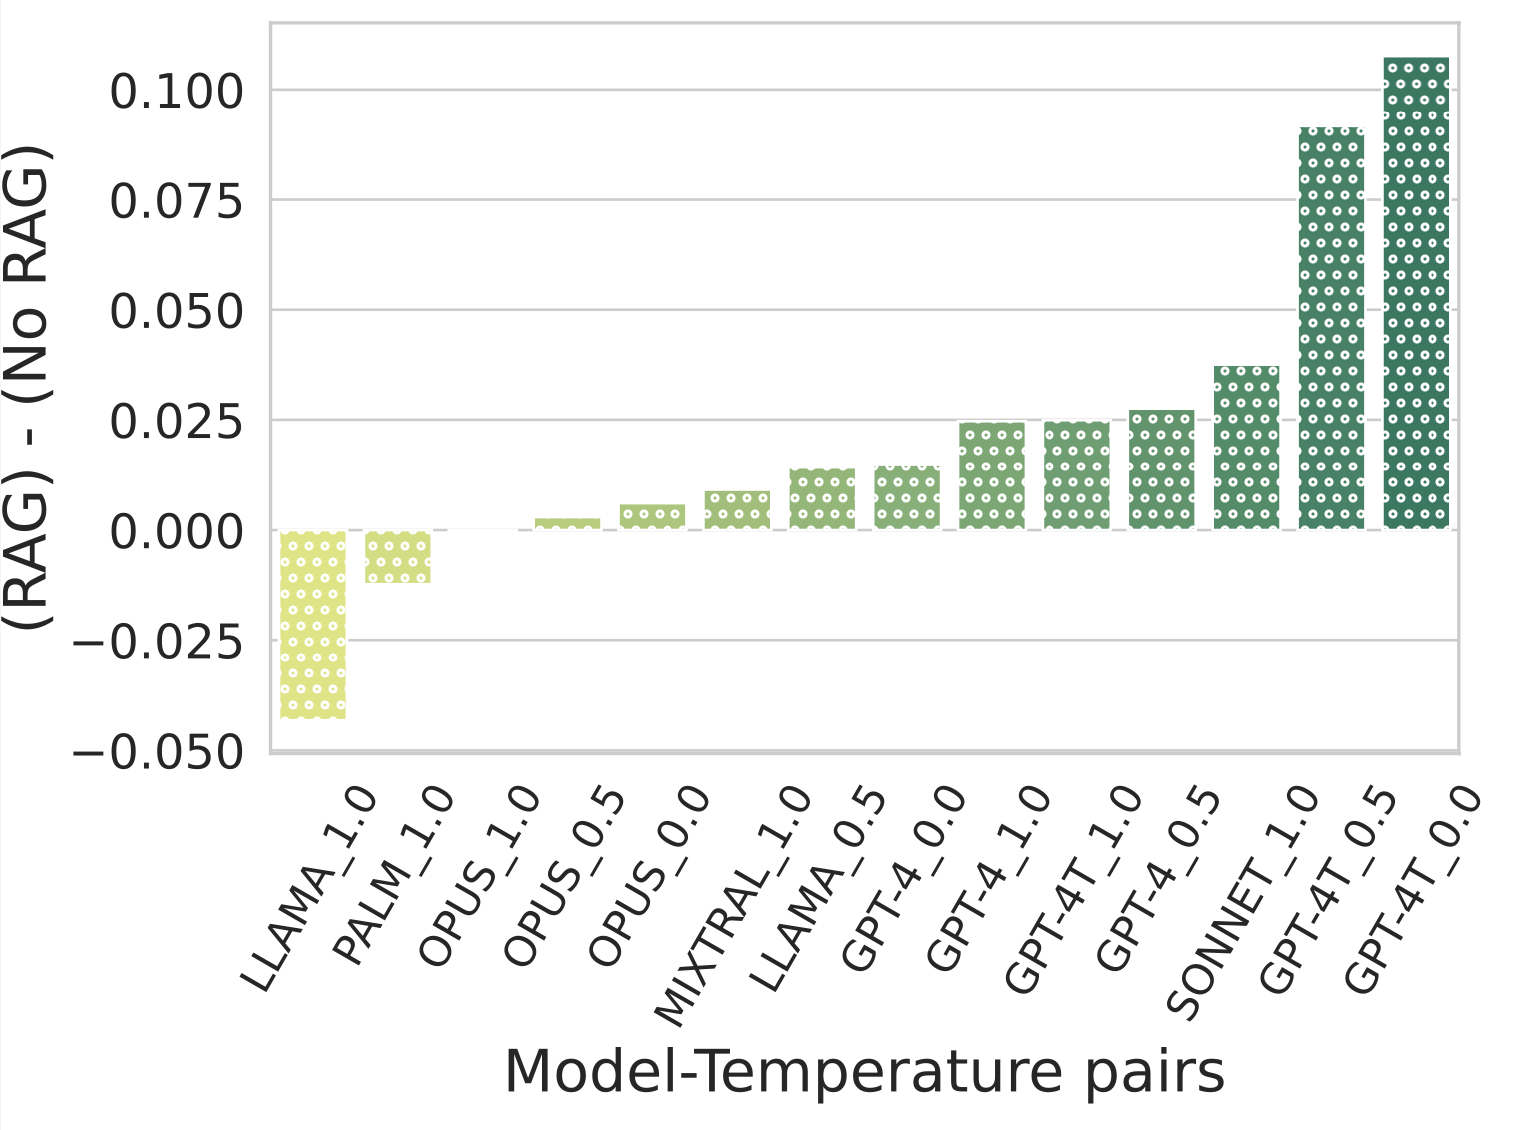 (RAG) - (No RAG)
0.100
0.075
0.050
0.025
0.000
−0.025
−0.050
LLAMA_1.0
PALM_1.0
OPUS_1.0
OPUS_0.5
OPUS_0.0
MIXTRAL_1.0
LLAMA_0.5
GPT-4_0.0
GPT-4_1.0
GPT-4T_1.0
GPT-4_0.5
SONNET_1.0
GPT-4T_0.5
GPT-4T_0.0
Model-Temperature pairs